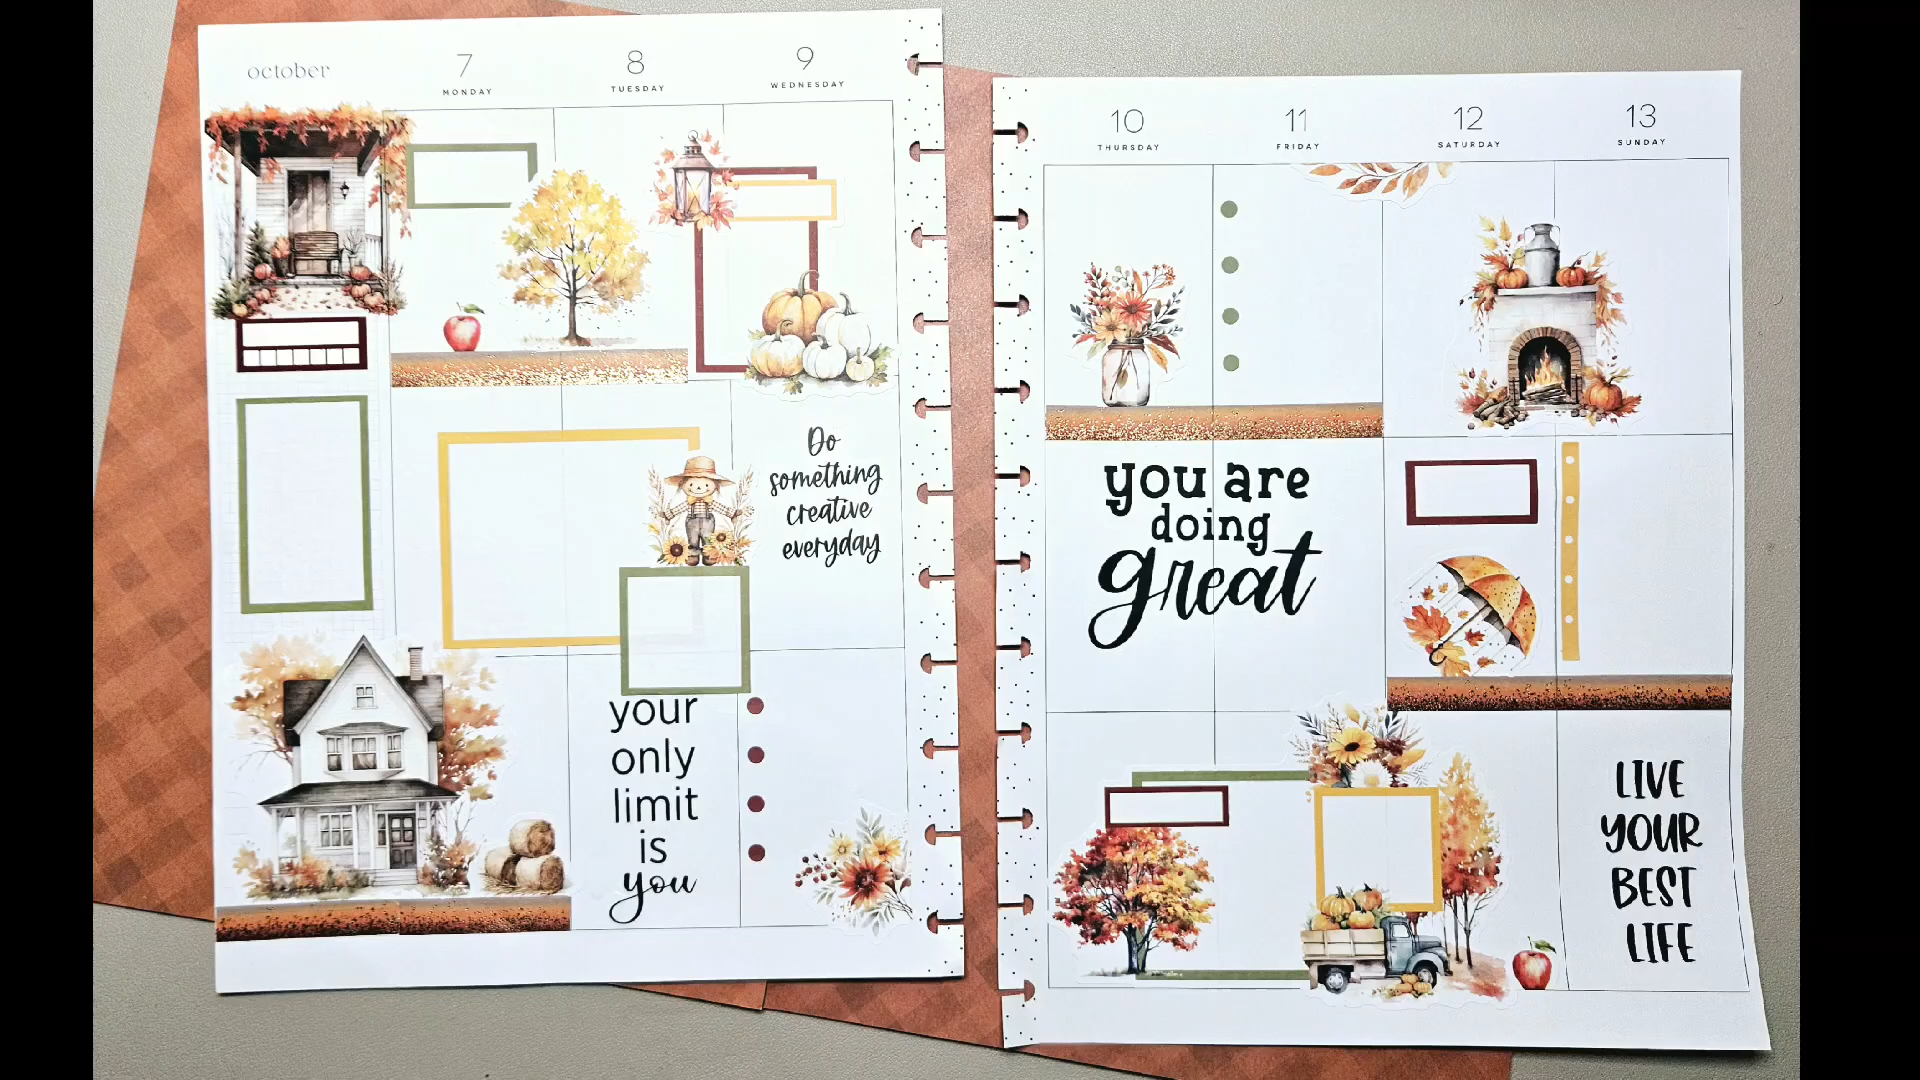 october
7
MONDAY
8
TUESDAY
9
WEDNESDAY
Do
something
creative
everyday
your
only
limit
is
you
10
THURSDAY
11
FRIDAY
12
SATURDAY
13
SUNDAY
you are
doing
great
LIVE
YOUR
BEST
LIFE